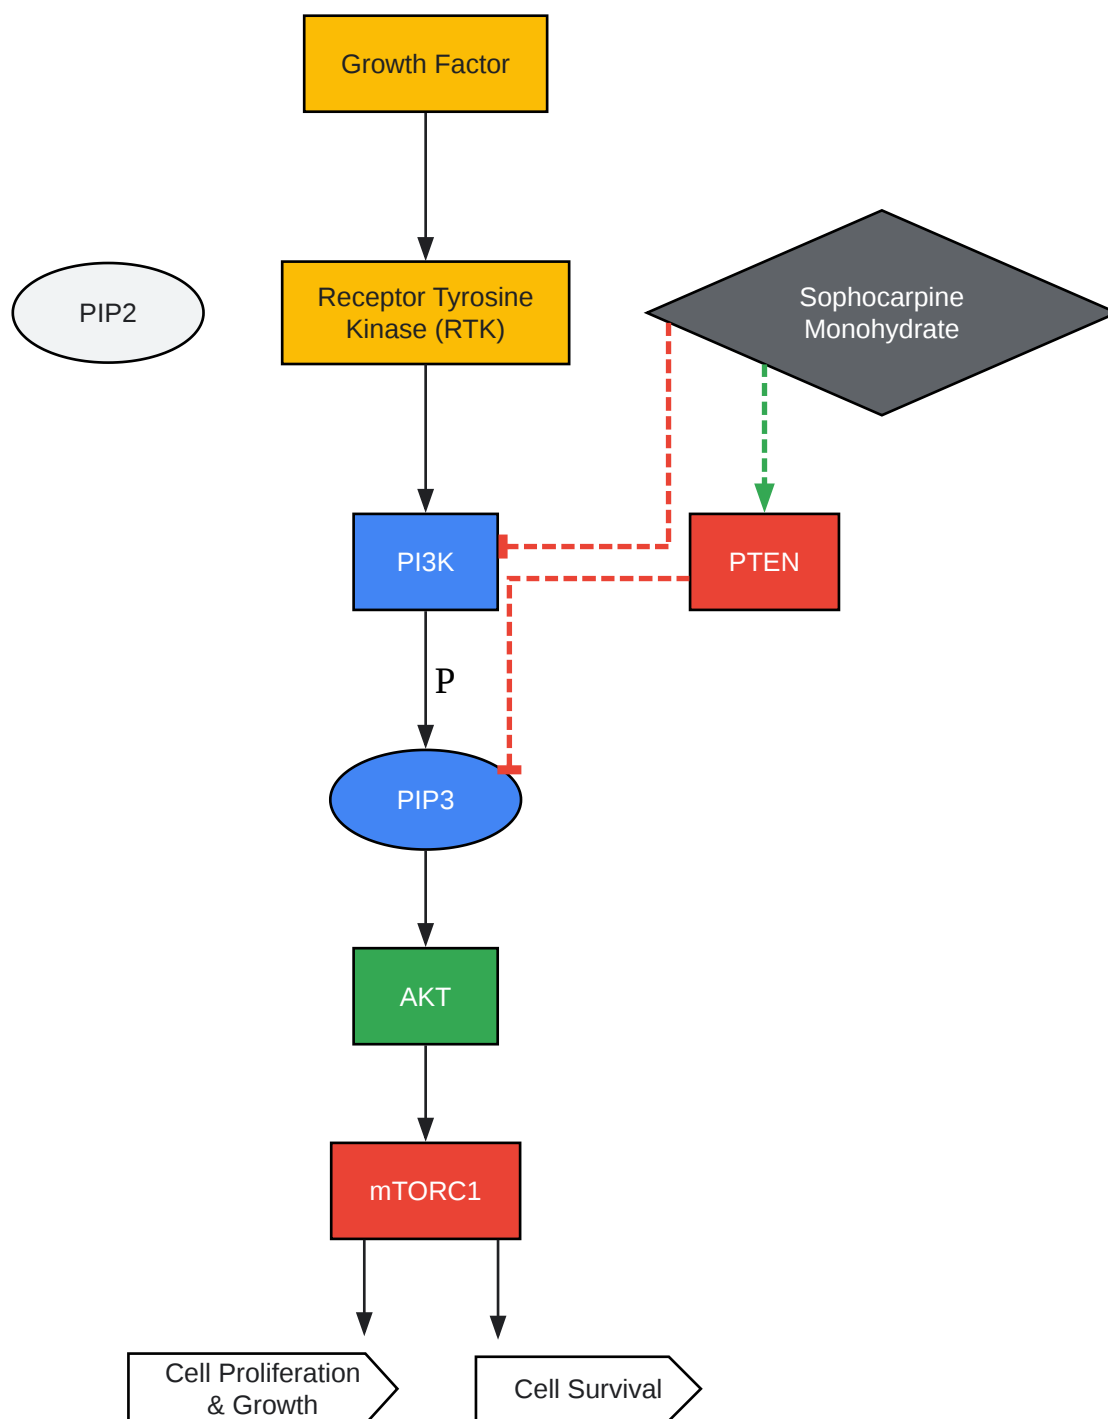 Growth Factor
PIP2
Receptor Tyrosine
Kinase (RTK)
Sophocarpine
Monohydrate
PI3K
PTEN
P
PIP3
AKT
mTORC1
Cell Proliferation
& Growth
Cell Survival